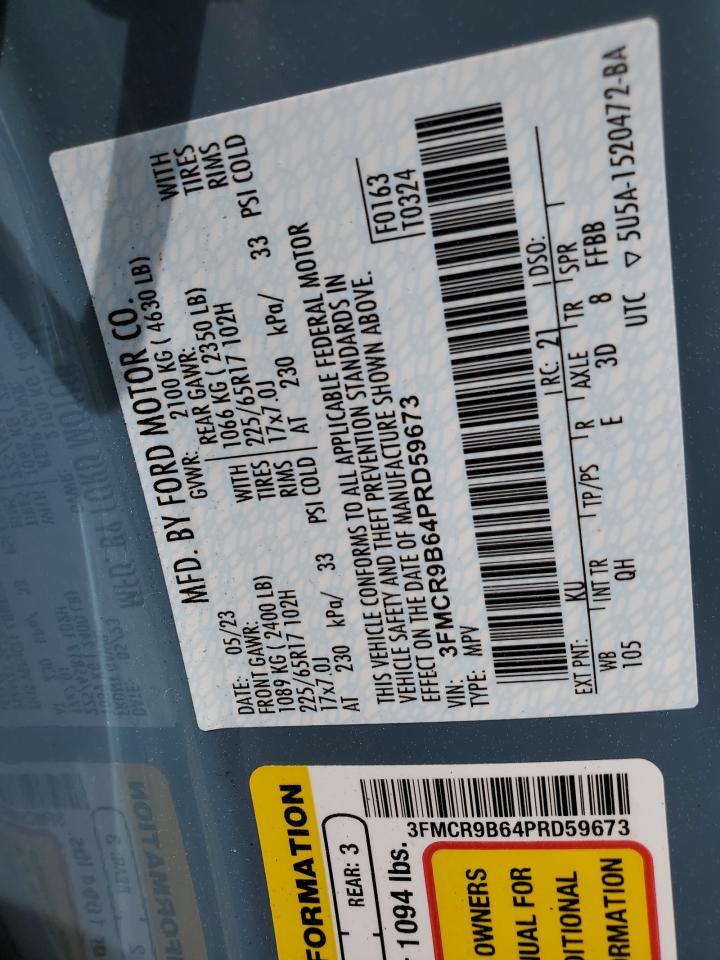 MFD. BY FORD MOTOR CO.
DATE: 05/23 GVWR: 2100 KG ( 4630 LB)
FRONT GAWR: REAR GAWR:
1089 KG ( 2400 LB) WITH 1066 KG ( 2350 LB) WITH
225/65R17 102H TIRES 225/65R17 102H TIRES
17x7.0J RIMS 17x7.0J RIMS
AT 230 kPa/ 33 PSI COLD AT 230 kPa/ 33 PSI COLD
THIS VEHICLE CONFORMS TO ALL APPLICABLE FEDERAL MOTOR
VEHICLE SAFETY AND THEFT PREVENTION STANDARDS IN
EFFECT ON THE DATE OF MANUFACTURE SHOWN ABOVE.
VIN: 3FMCR9B64PRD59673
TYPE: MPV
F0163
T0324
EXT PNT: KU RC: 21 DSO:
WB INT TR TP/PS R AXLE TR SPR
105 QH E 3D 8 FFBB
UTC ▽ 5U5A-1520472-BA
FORMATION
REAR: 3
1094 lbs.
3FMCR9B64PRD59673
OWNERS
UAL FOR
DITIONAL
RMATION